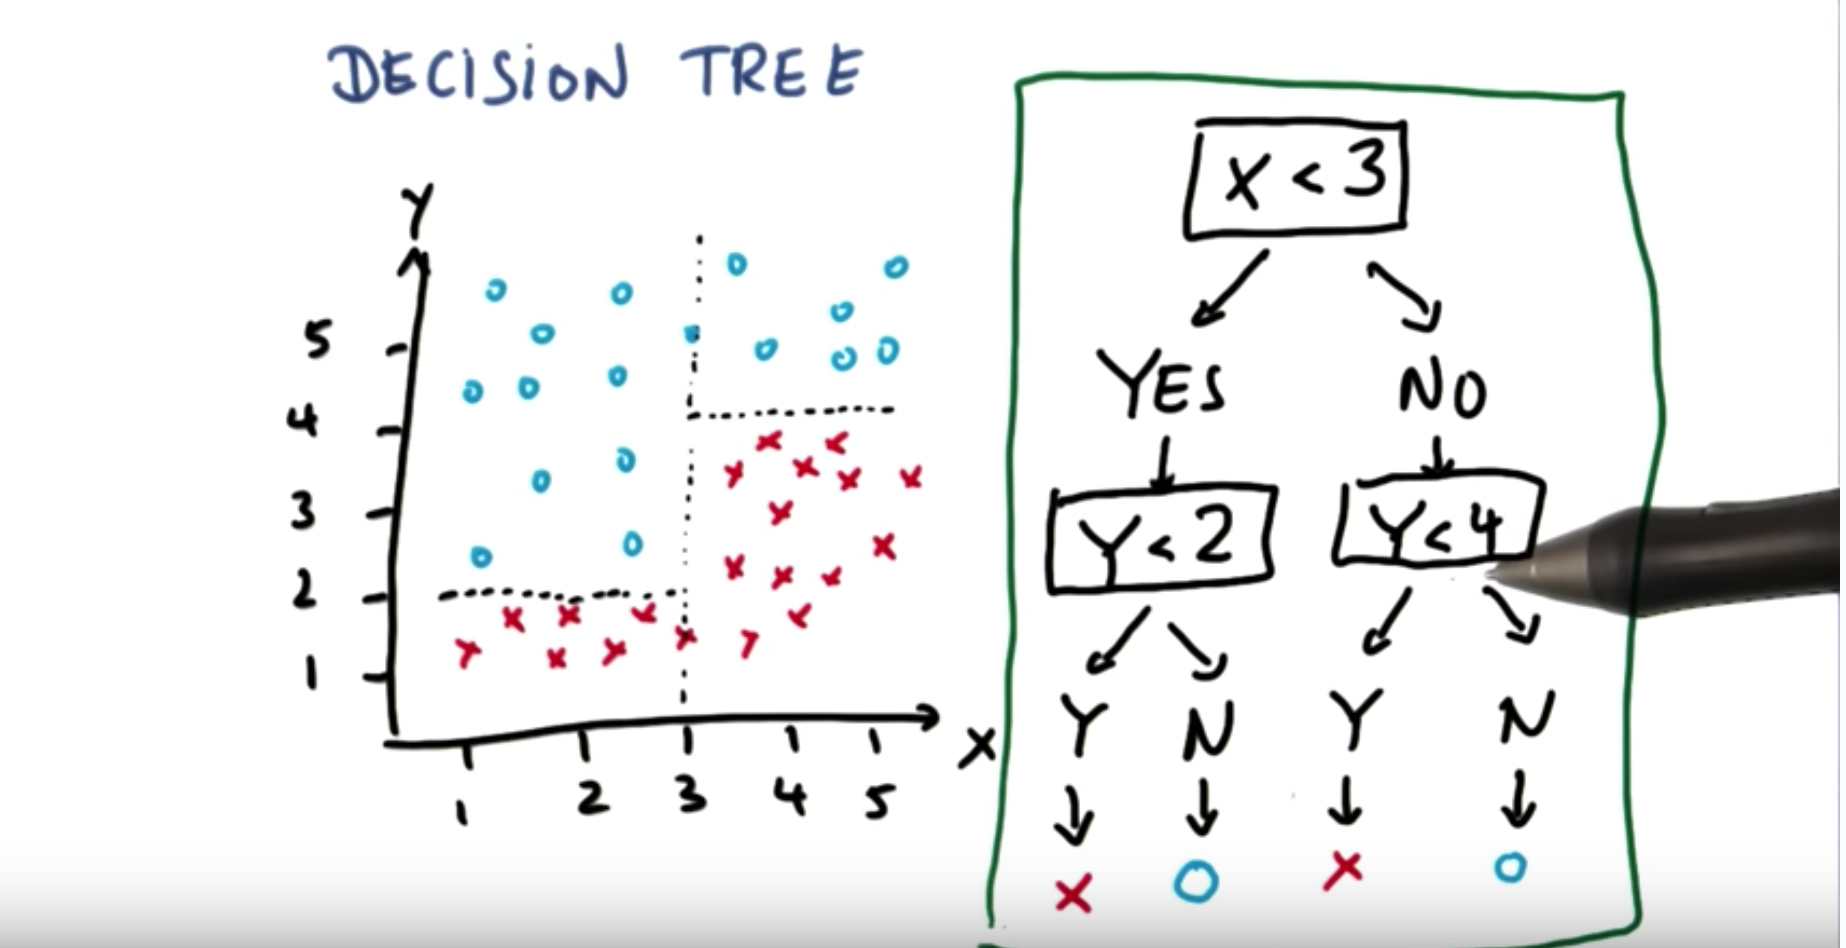 DECISION TREE
Y
5
4
3
2
1
1 2 3 4 5
X
X < 3
YES NO
Y < 2 Y < 4
Y N Y N
X O X O